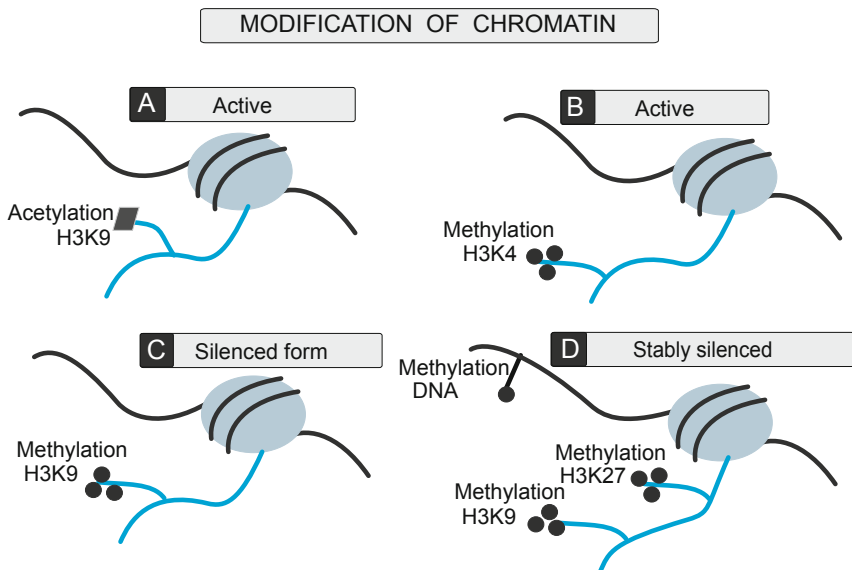 MODIFICATION OF CHROMATIN
A Active
Acetylation
H3K9
B Active
Methylation
H3K4
C Silenced form
Methylation
H3K9
D Stably silenced
Methylation
DNA
Methylation
H3K27
Methylation
H3K9